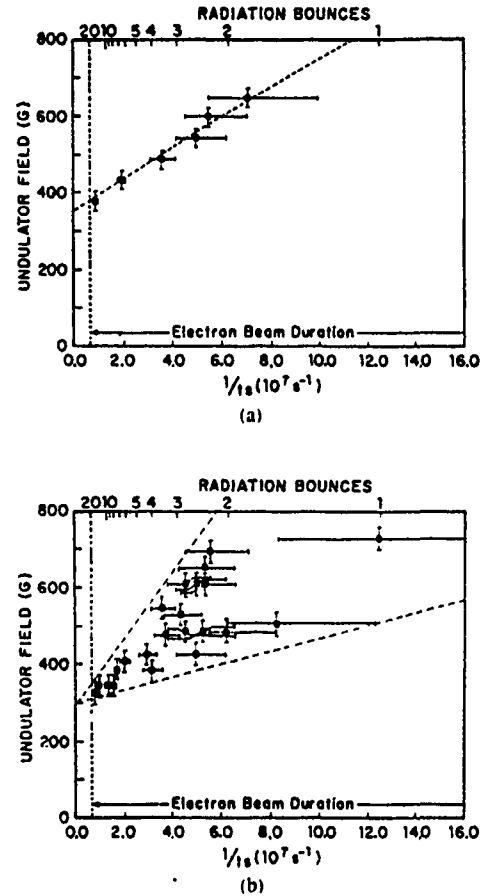 RADIATION BOUNCES
20 10 5 4 3 2 1
800
600
400
200
0
UNDULATOR FIELD (G)
Electron Beam Duration
0.0 2.0 4.0 6.0 8.0 10.0 12.0 14.0 16.0
1/ts (10⁷ s⁻¹)
(a)
RADIATION BOUNCES
20 10 5 4 3 2 1
800
600
400
200
0
UNDULATOR FIELD (G)
Electron Beam Duration
0.0 2.0 4.0 6.0 8.0 10.0 12.0 14.0 16.0
1/ts (10⁷ s⁻¹)
(b)